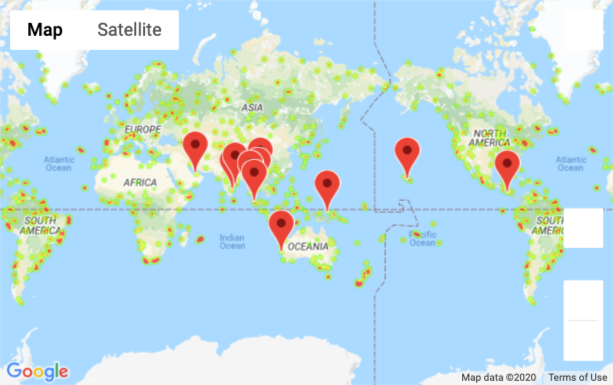 Map
Satellite
ASIA
EUROPE
NORTH
AMERICA
Atlantic
Ocean
Atlantic
Ocean
AFRICA
SOUTH
AMERICA
SOUTH
AMERICA
Indian
Ocean
OCEANIA
Pacific
Ocean
Google
Map data ©2020
Terms of Use